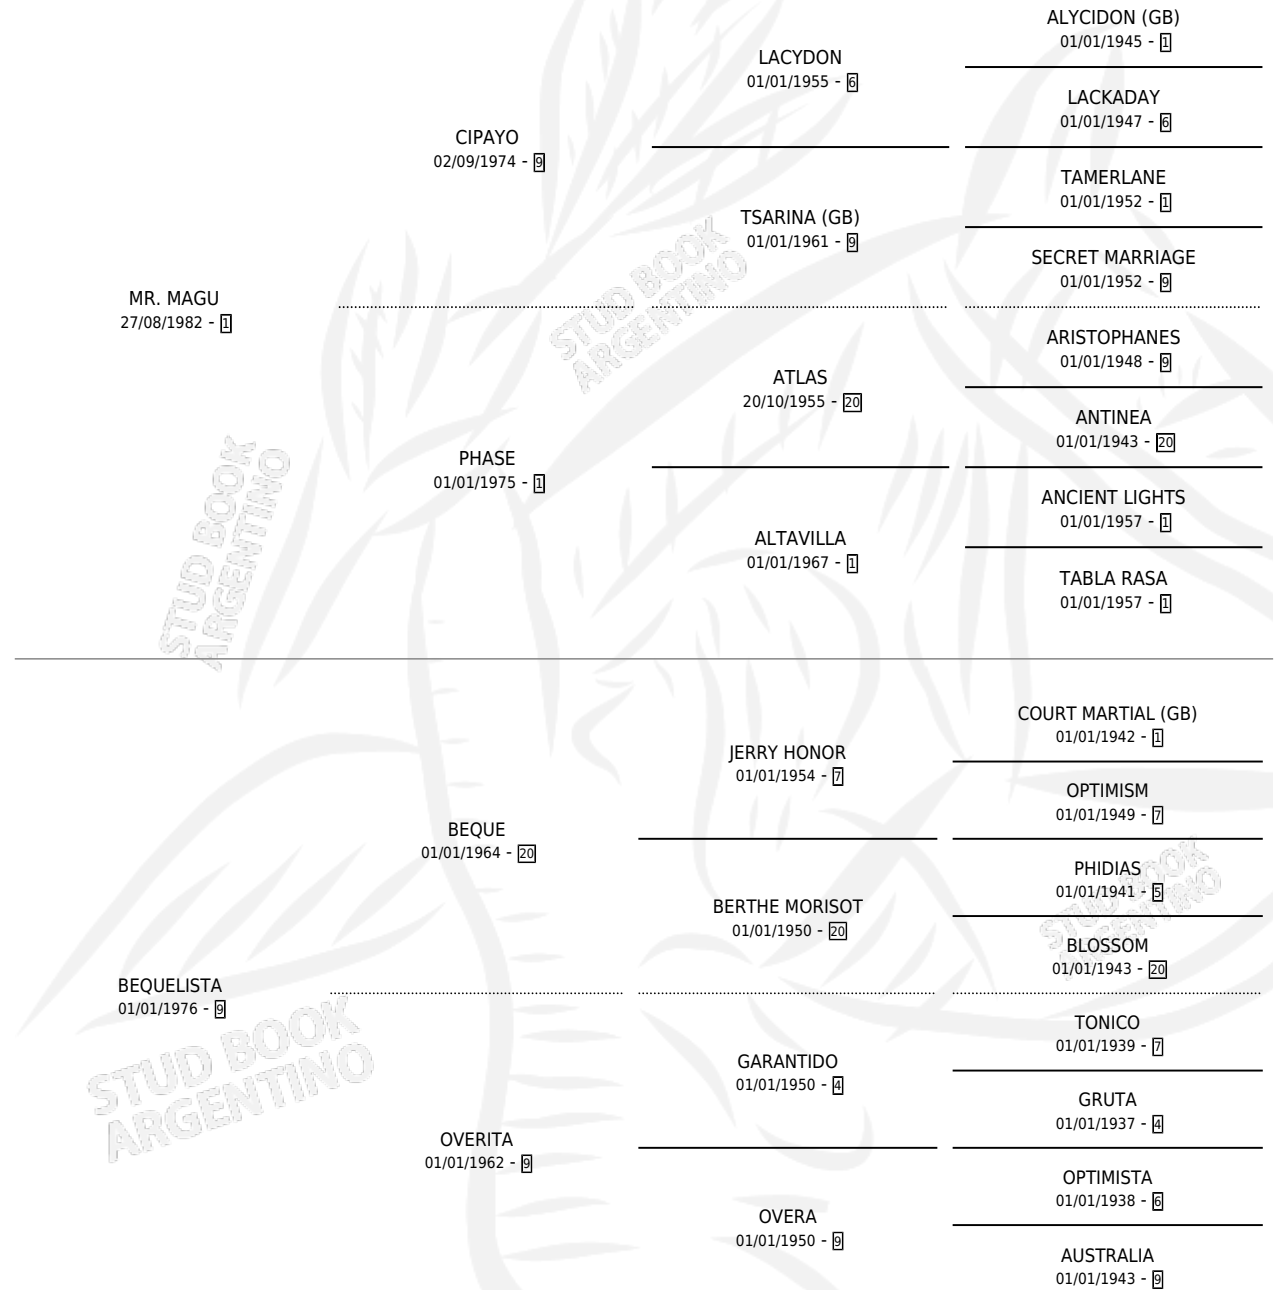 ALYCIDON (GB)
01/01/1945 - 1
LACYDON
01/01/1955 - 6
LACKADAY
01/01/1947 - 6
CIPAYO
02/09/1974 - 9
TAMERLANE
01/01/1952 - 1
TSARINA (GB)
01/01/1961 - 9
SECRET MARRIAGE
01/01/1952 - 9
MR. MAGU
27/08/1982 - 1
ARISTOPHANES
01/01/1948 - 9
ATLAS
20/10/1955 - 20
ANTINEA
01/01/1943 - 20
PHASE
01/01/1975 - 1
ANCIENT LIGHTS
01/01/1957 - 1
ALTAVILLA
01/01/1967 - 1
TABLA RASA
01/01/1957 - 1
STUD BOOK
ARGENTINO
STUD BOOK
ARGENTINO
COURT MARTIAL (GB)
01/01/1942 - 1
JERRY HONOR
01/01/1954 - 7
OPTIMISM
01/01/1949 - 7
BEQUE
01/01/1964 - 20
PHIDIAS
01/01/1941 - 5
BERTHE MORISOT
01/01/1950 - 20
BLOSSOM
01/01/1943 - 20
BEQUELISTA
01/01/1976 - 9
TONICO
01/01/1939 - 7
GARANTIDO
01/01/1950 - 4
GRUTA
01/01/1937 - 4
OVERITA
01/01/1962 - 9
OPTIMISTA
01/01/1938 - 6
OVERA
01/01/1950 - 9
AUSTRALIA
01/01/1943 - 9
STUD BOOK
ARGENTINO
STUD BOOK
ARGENTINO